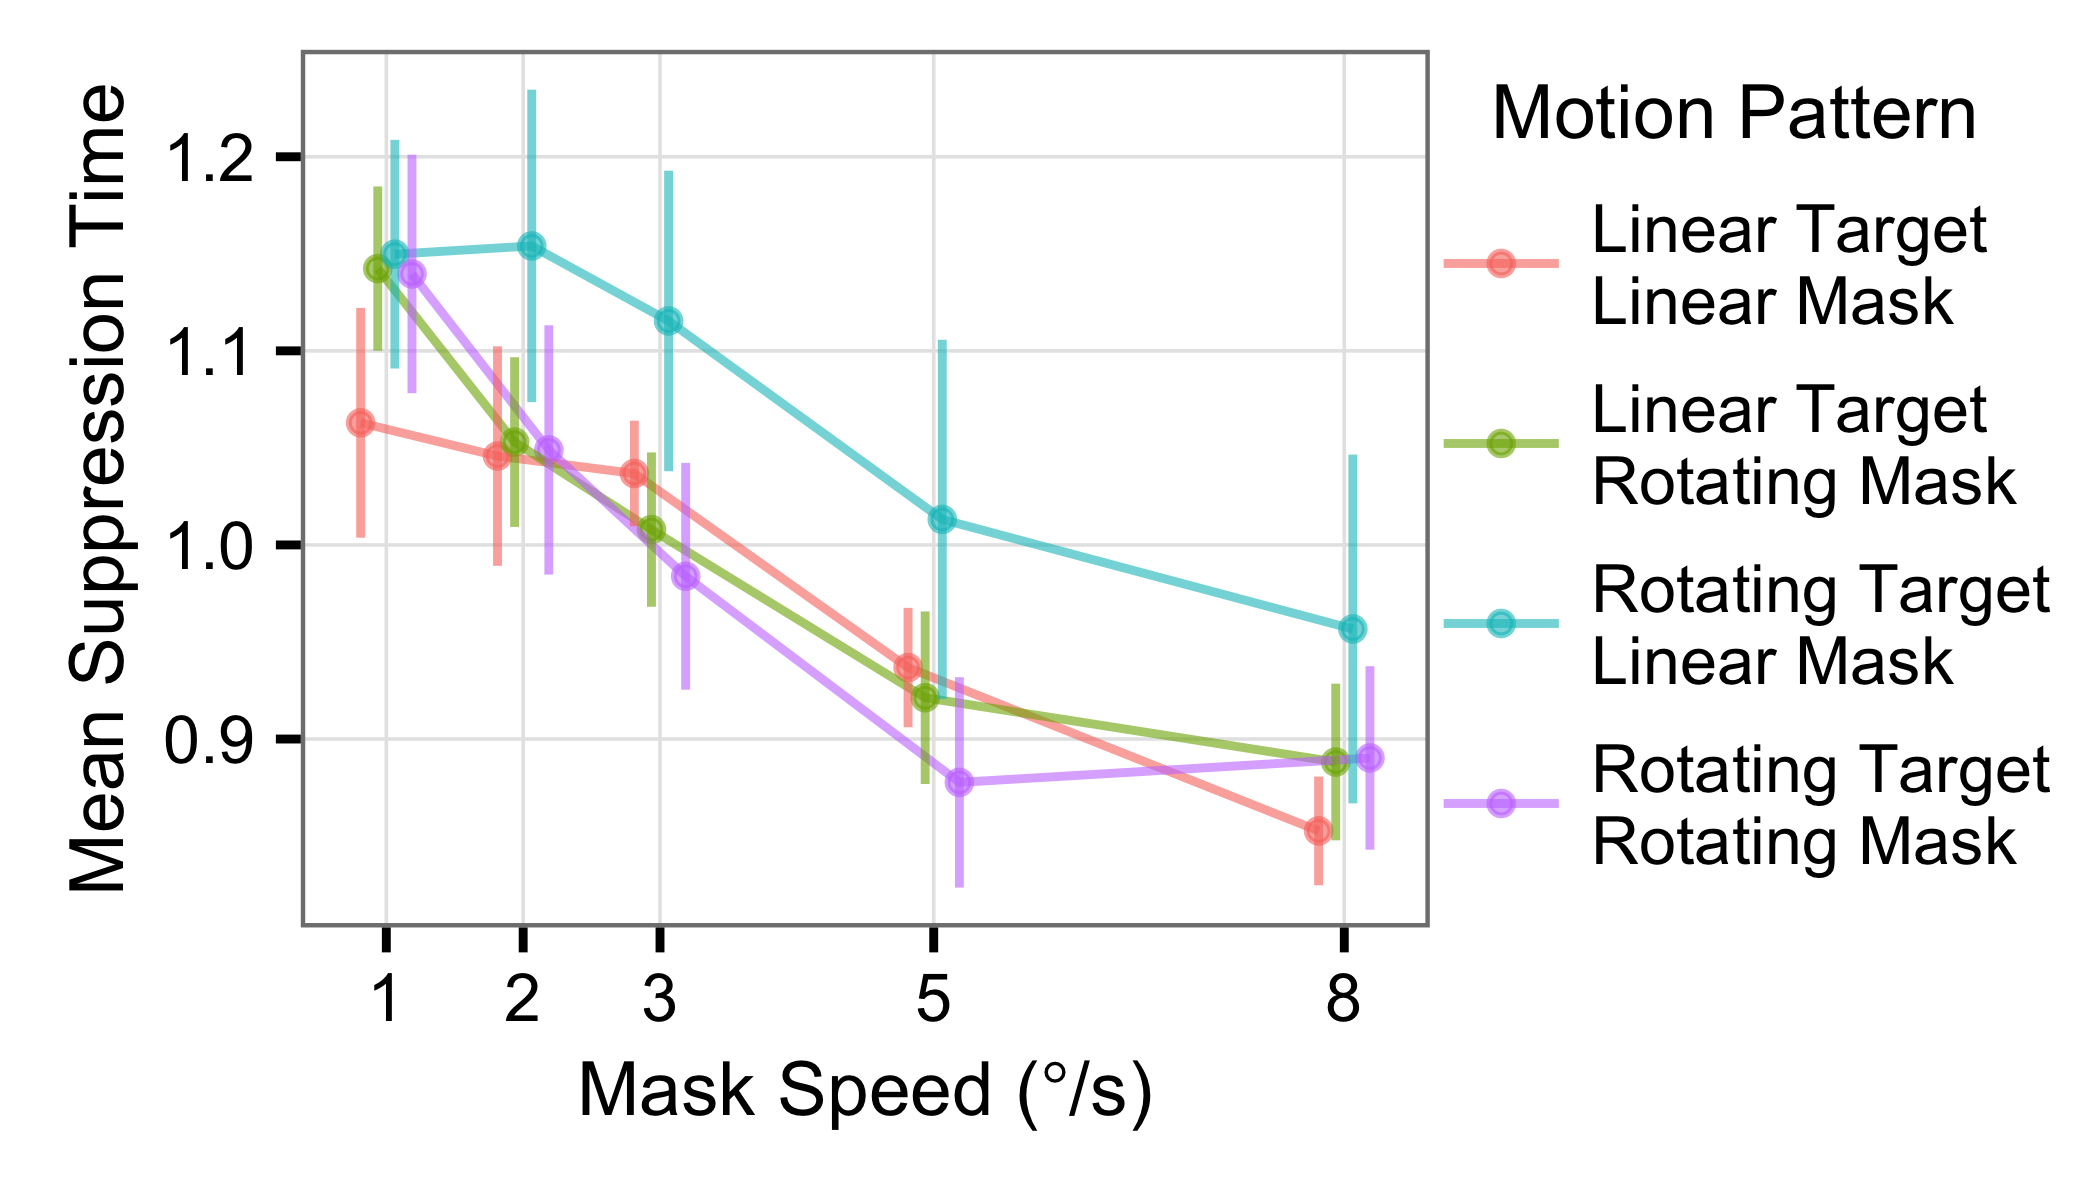 Mean Suppression Time
1.2
1.1
1.0
0.9
1 2 3 5 8
Mask Speed (°/s)
Motion Pattern
Linear Target
Linear Mask
Linear Target
Rotating Mask
Rotating Target
Linear Mask
Rotating Target
Rotating Mask